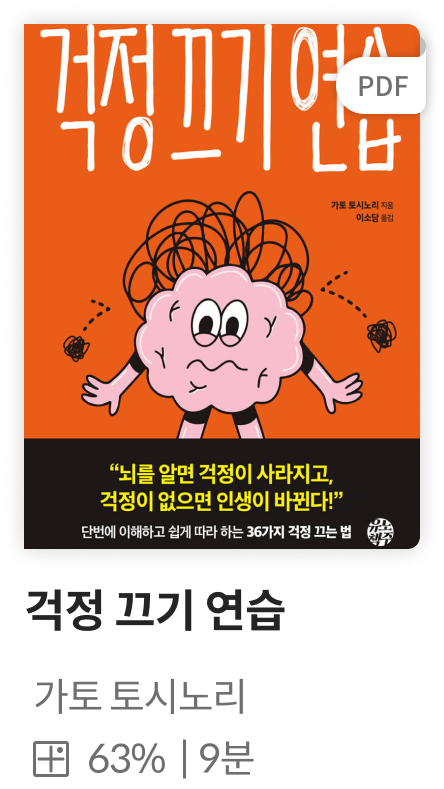 걱정 끄기 연습
PDF
가토 토시노리 지음
이소담 옮김
“뇌를 알면 걱정이 사라지고,
걱정이 없으면 인생이 바뀐다!”
단번에 이해하고 쉽게 따라 하는 36가지 걱정 끄는 법
걱정 끄기 연습
가토 토시노리
63% | 9분